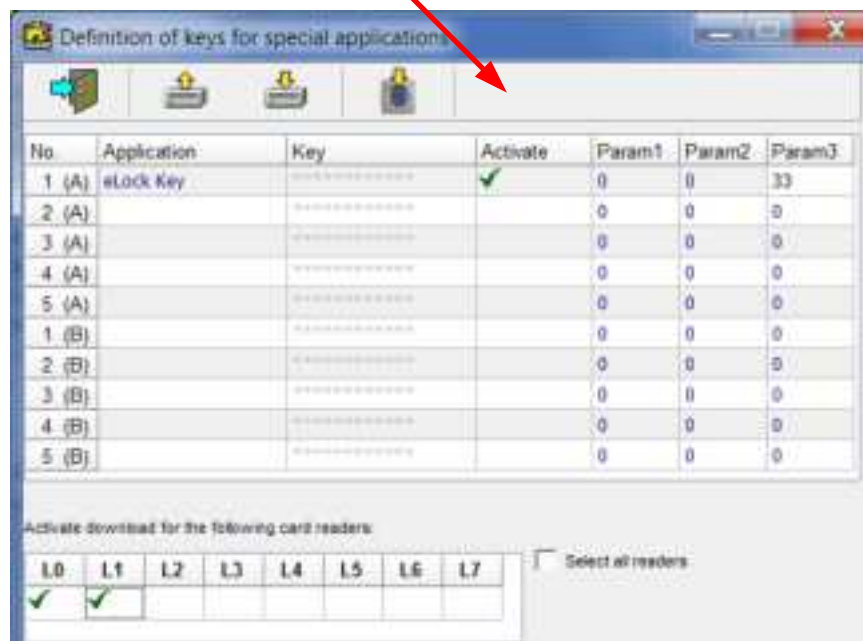 Definition of keys for special applications
No. Application Key Activate Param1 Param2 Param3
1 (A) eLock Key ************ 0 0 33
2 (A) ************ 0 0 0
3 (A) ************ 0 0 0
4 (A) ************ 0 0 0
5 (A) ************ 0 0 0
1 (B) ************ 0 0 0
2 (B) ************ 0 0 0
3 (B) ************ 0 0 0
4 (B) ************ 0 0 0
5 (B) ************ 0 0 0
Activate download for the following card readers:
L0 L1 L2 L3 L4 L5 L6 L7 Select all readers